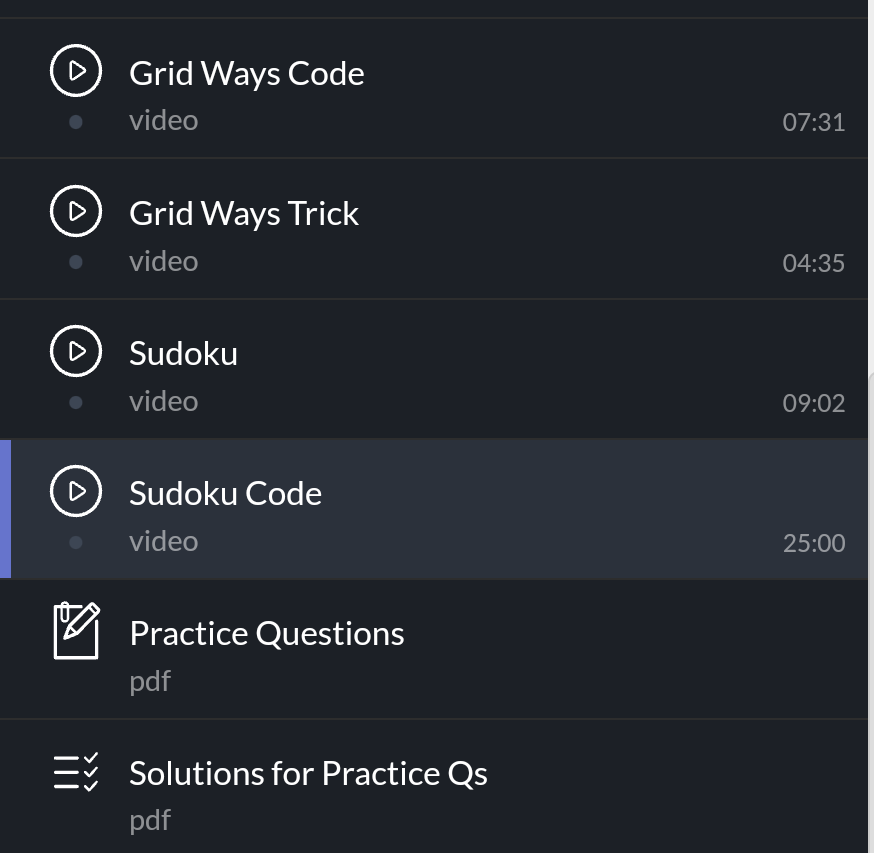 Grid Ways Code
video
07:31
Grid Ways Trick
video
04:35
Sudoku
video
09:02
Sudoku Code
video
25:00
Practice Questions
pdf
Solutions for Practice Qs
pdf